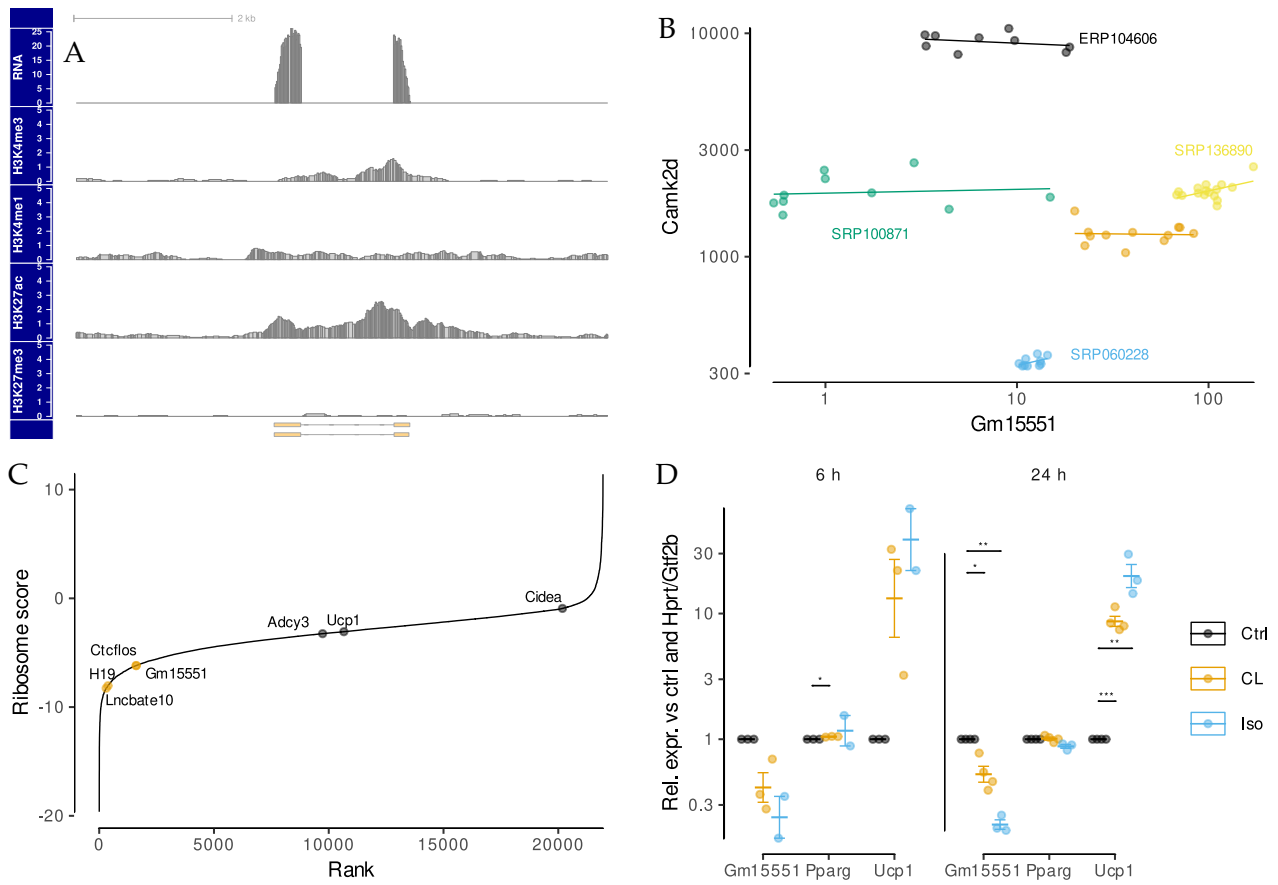 A
2 kb
RNA
25
20
15
10
5
0
H3K4me3
5
4
3
2
1
0
H3K4me1
5
4
3
2
1
0
H3K27ac
5
4
3
2
1
0
H3K27me3
5
4
3
2
1
0
B
Camk2d
10000
3000
1000
300
ERP104606
SRP136890
SRP100871
SRP060228
1 10 100
Gm15551
C
Ribosome score
10
0
-10
-20
Cidea
Adcy3 Ucp1
Ctcflos
H19 Gm15551
Lncbate10
0 5000 10000 15000 20000
Rank
D
6 h 24 h
Rel. expr. vs ctrl and Hprt/Gtf2b
30
10
3
1
0.3
**
*
*
**
***
Gm15551 Pparg Ucp1 Gm15551 Pparg Ucp1
Ctrl
CL
Iso